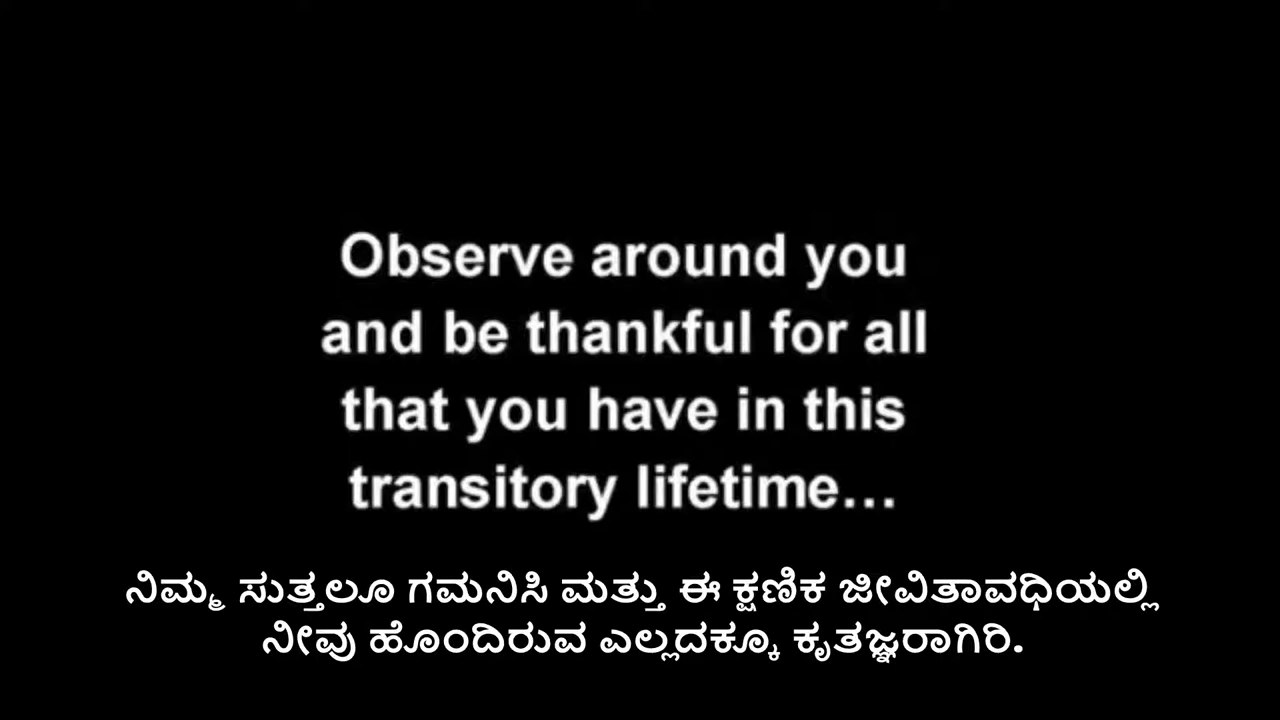 Observe around you
and be thankful for all
that you have in this
transitory lifetime...
ನಿಮ್ಮ ಸುತ್ತಲೂ ಗಮನಿಸಿ ಮತ್ತು ಈ ಕ್ಷಣಿಕ ಜೀವಿತಾವಧಿಯಲ್ಲಿ
ನೀವು ಹೊಂದಿರುವ ಎಲ್ಲದಕ್ಕೂ ಕೃತಜ್ಞರಾಗಿರಿ.